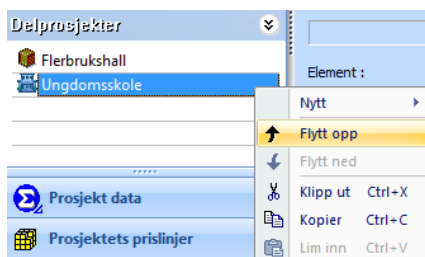 Delprosjekter
Flerbrukshall
Ungdomsskole
Prosjekt data
Prosjektets prislinjer
Element :
Nytt
Flytt opp
Flytt ned
Klipp ut Ctrl+X
Kopier Ctrl+C
Lim inn Ctrl+V